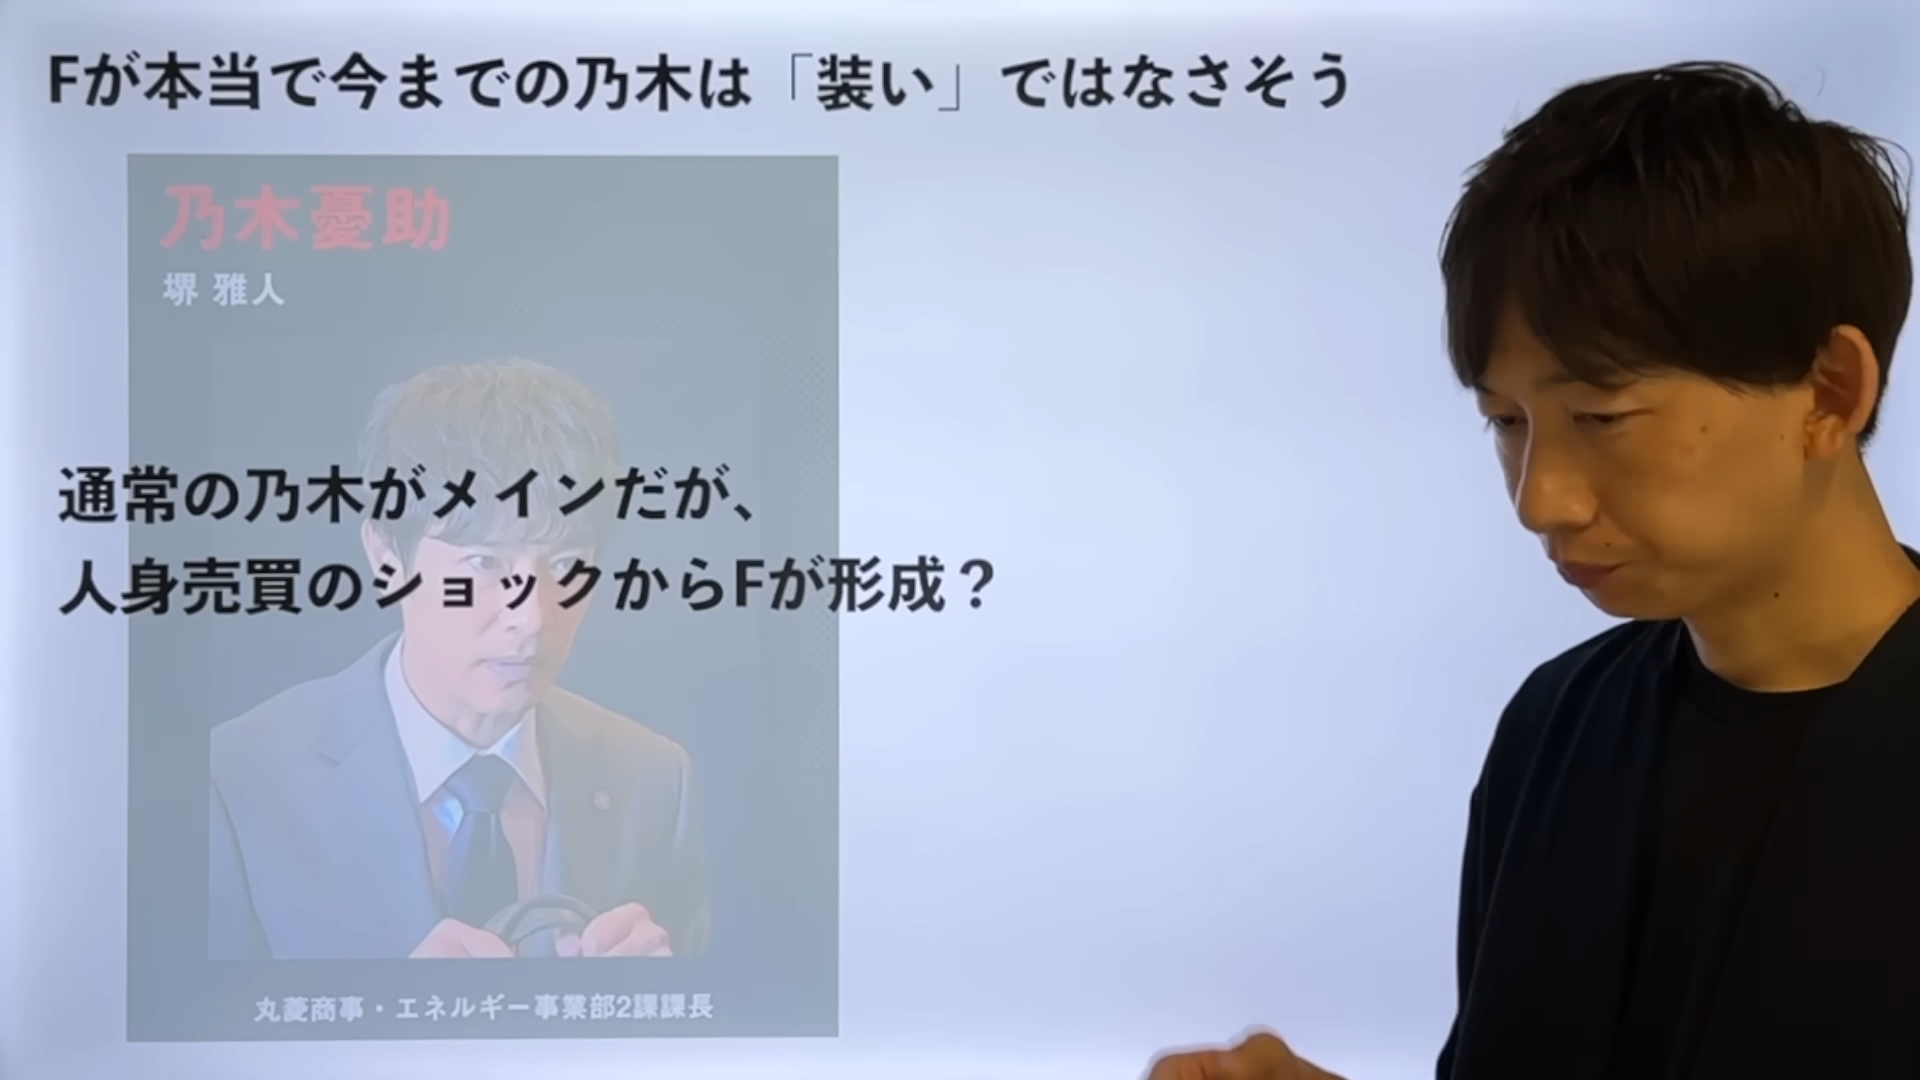 Fが本当で今までの乃木は「装い」ではなさそう
乃木憂助
堺 雅人
通常の乃木がメインだが、
人身売買のショックからFが形成？
丸菱商事・エネルギー事業部2課課長